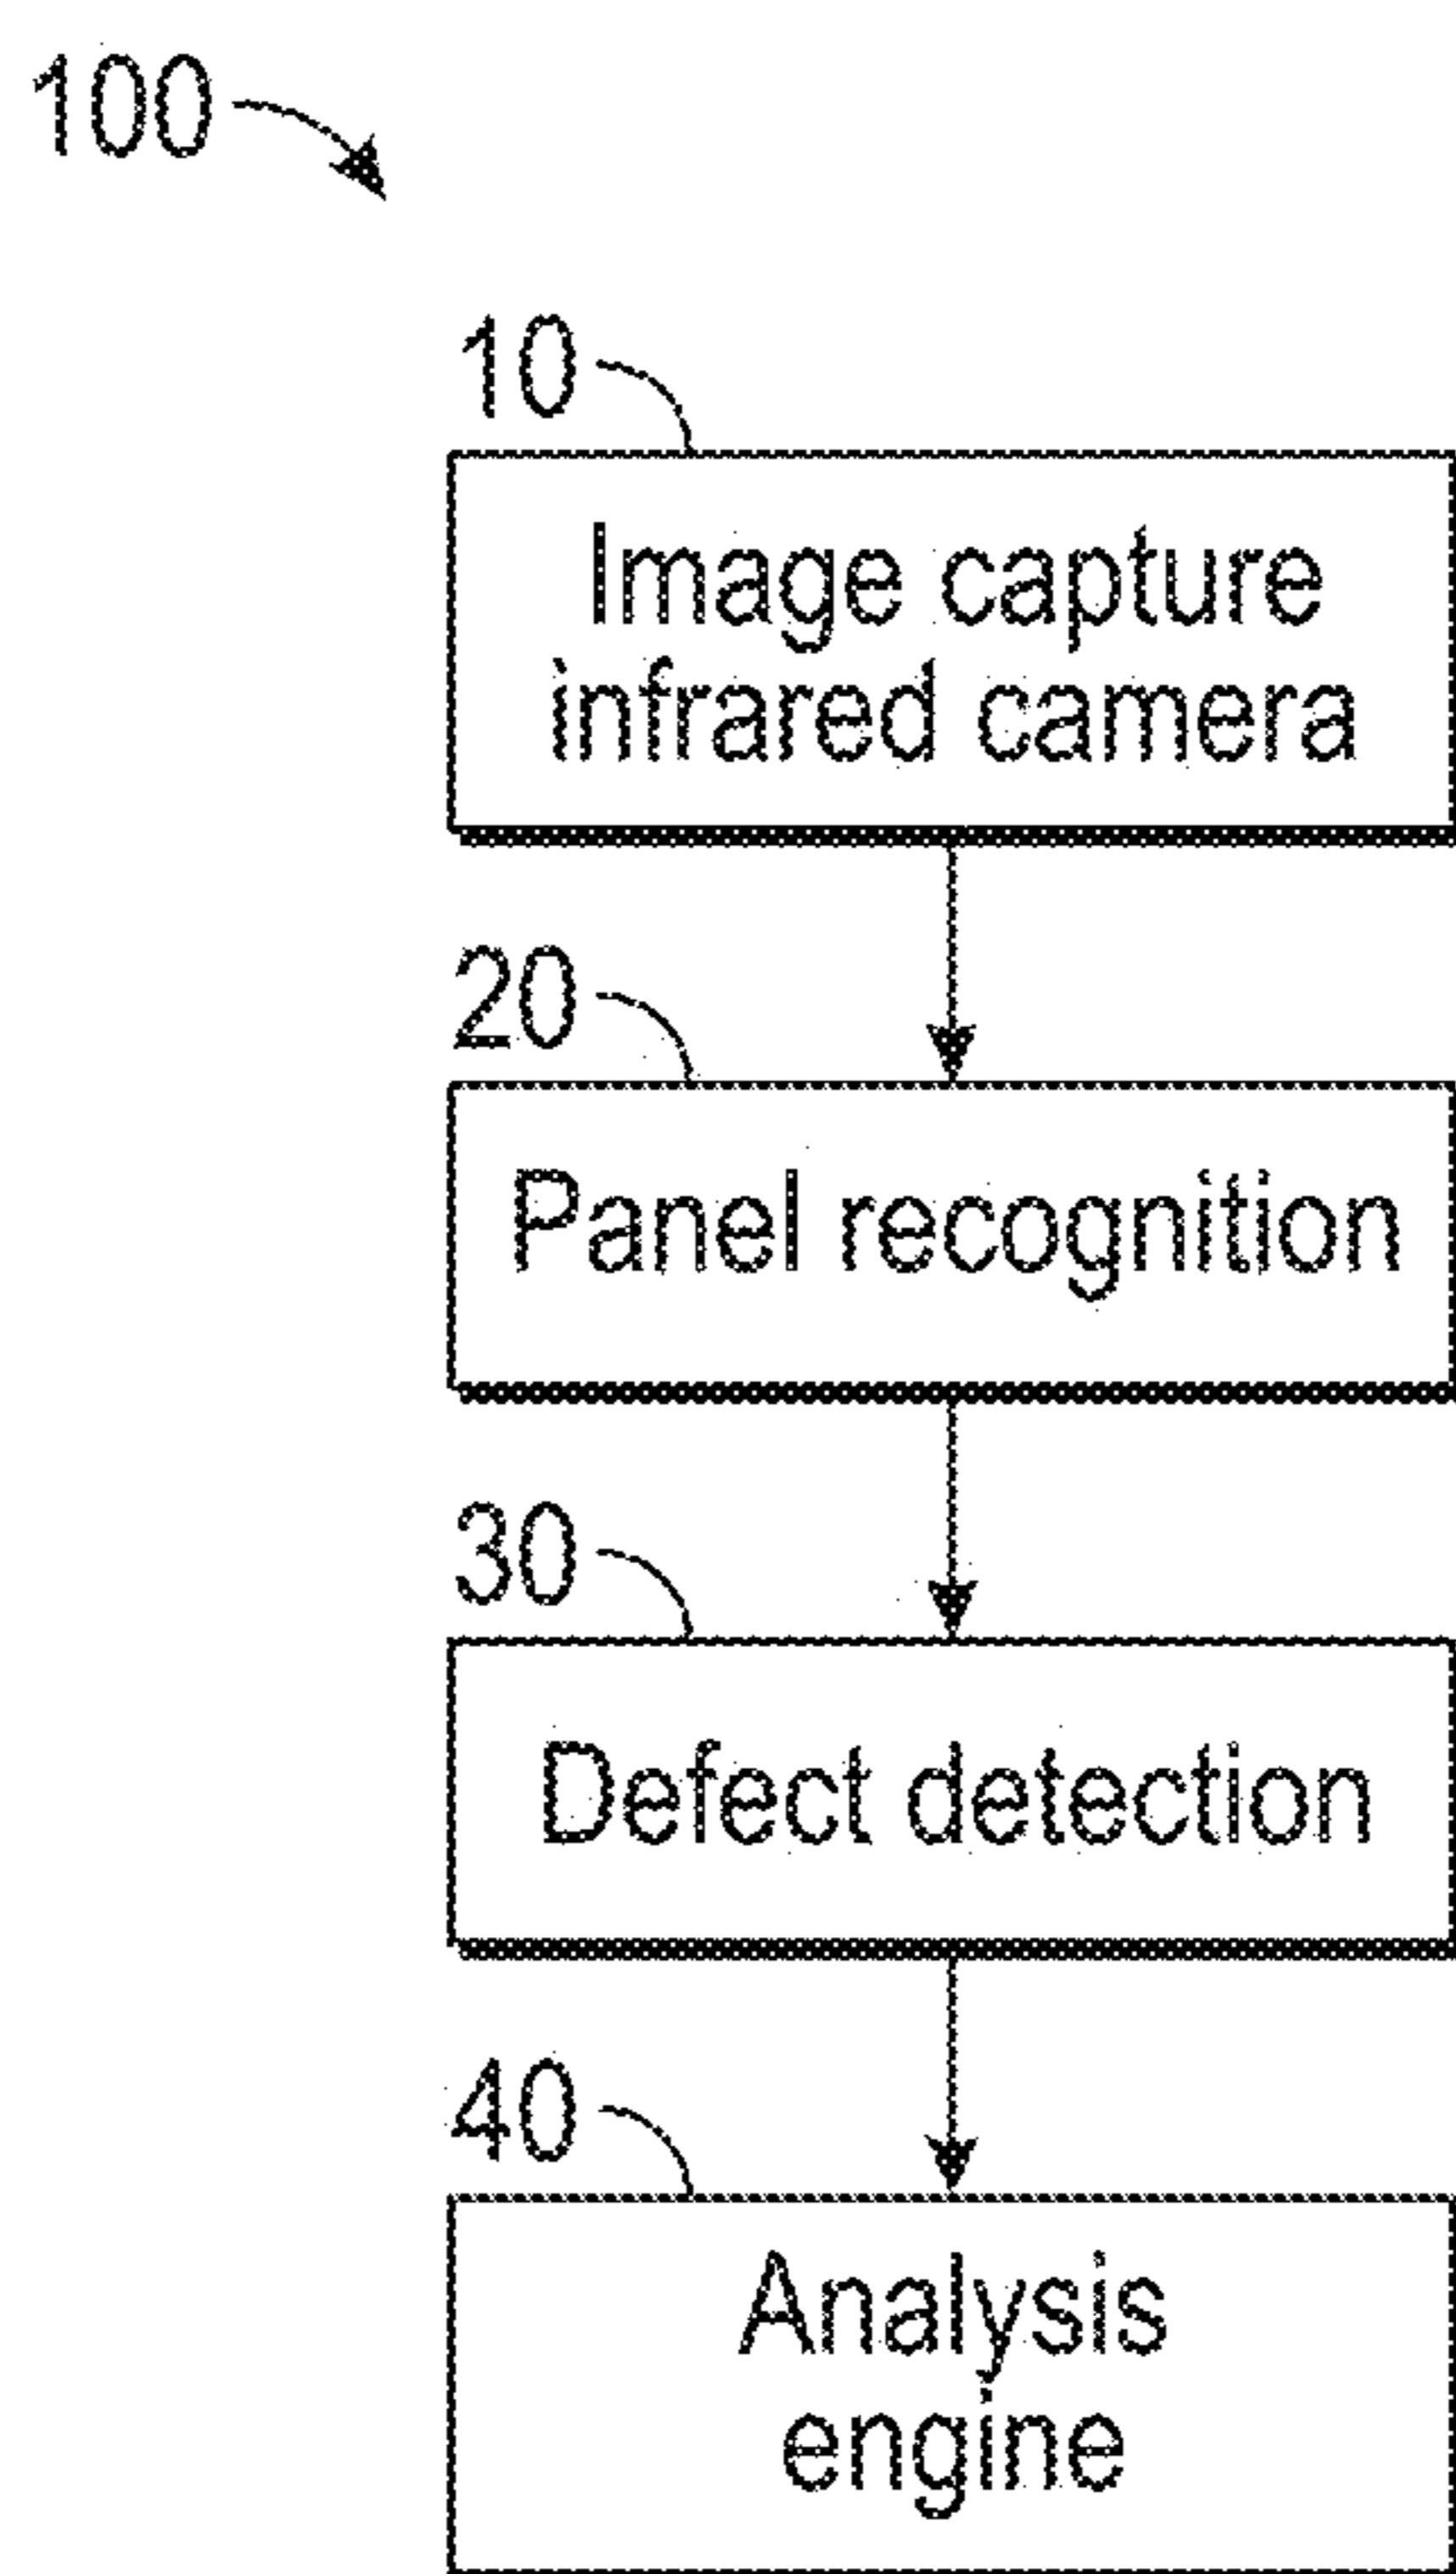 100
10
Image capture
infrared camera
20
Panel recognition
30
Defect detection
40
Analysis
engine